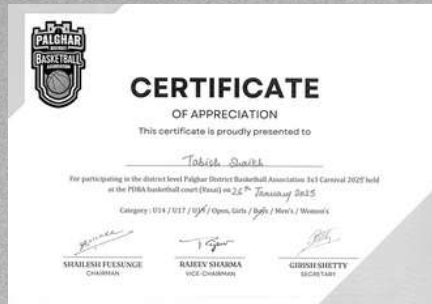 PALGHAR
DISTRICT
BASKETBALL
ASSOCIATION
CERTIFICATE
OF APPRECIATION
This certificate is proudly presented to
Tabish Shaikh
For participating in the district level Palghar District Basketball Association 3x3 Carnival 2025 held
at the PDBA basketball court (Vasai) on 26th January 2025
Category : U14 / U17 / U19 / Open, Girls / Boys / Men's / Women's
SHAILESH FUESUNGE
RAJEEV SHARMA
GIRISH SHETTY
CHAIRMAN
VICE-CHAIRMAN
SECRETARY